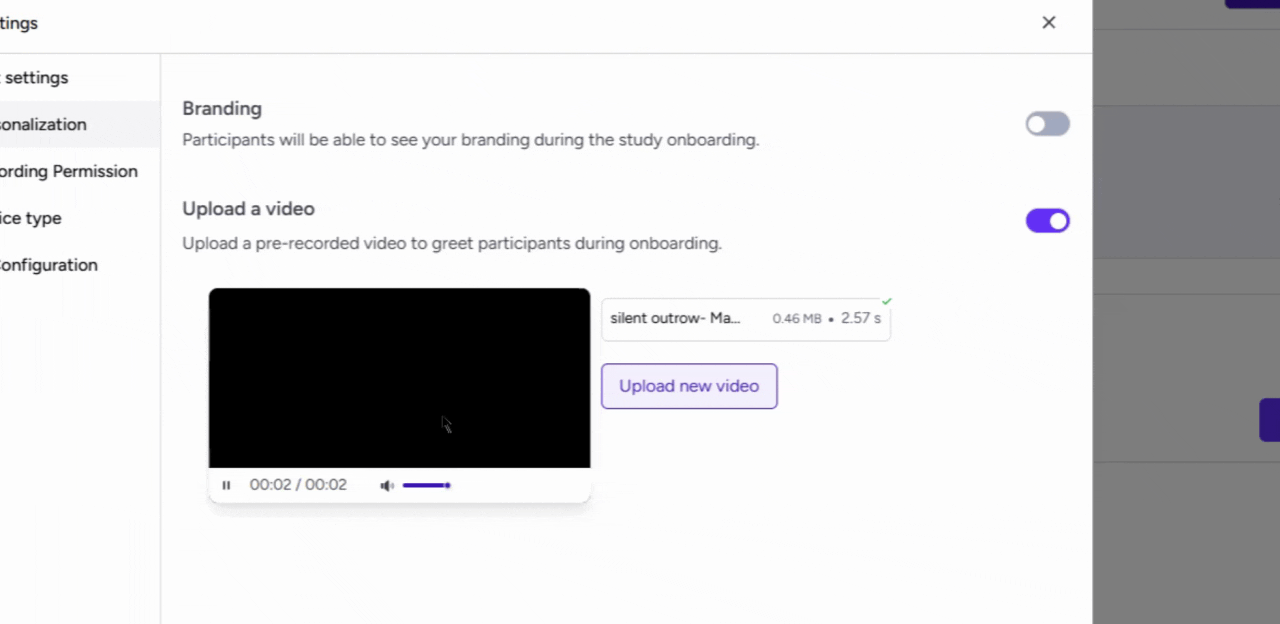 tings
settings
Branding
Participants will be able to see your branding during the study onboarding.
sonalization
ording Permission
Upload a video
ice type
Upload a pre-recorded video to greet participants during onboarding.
Configuration
silent outrow- Ma... 0.46 MB • 2.57 s
Upload new video
00:02 / 00:02